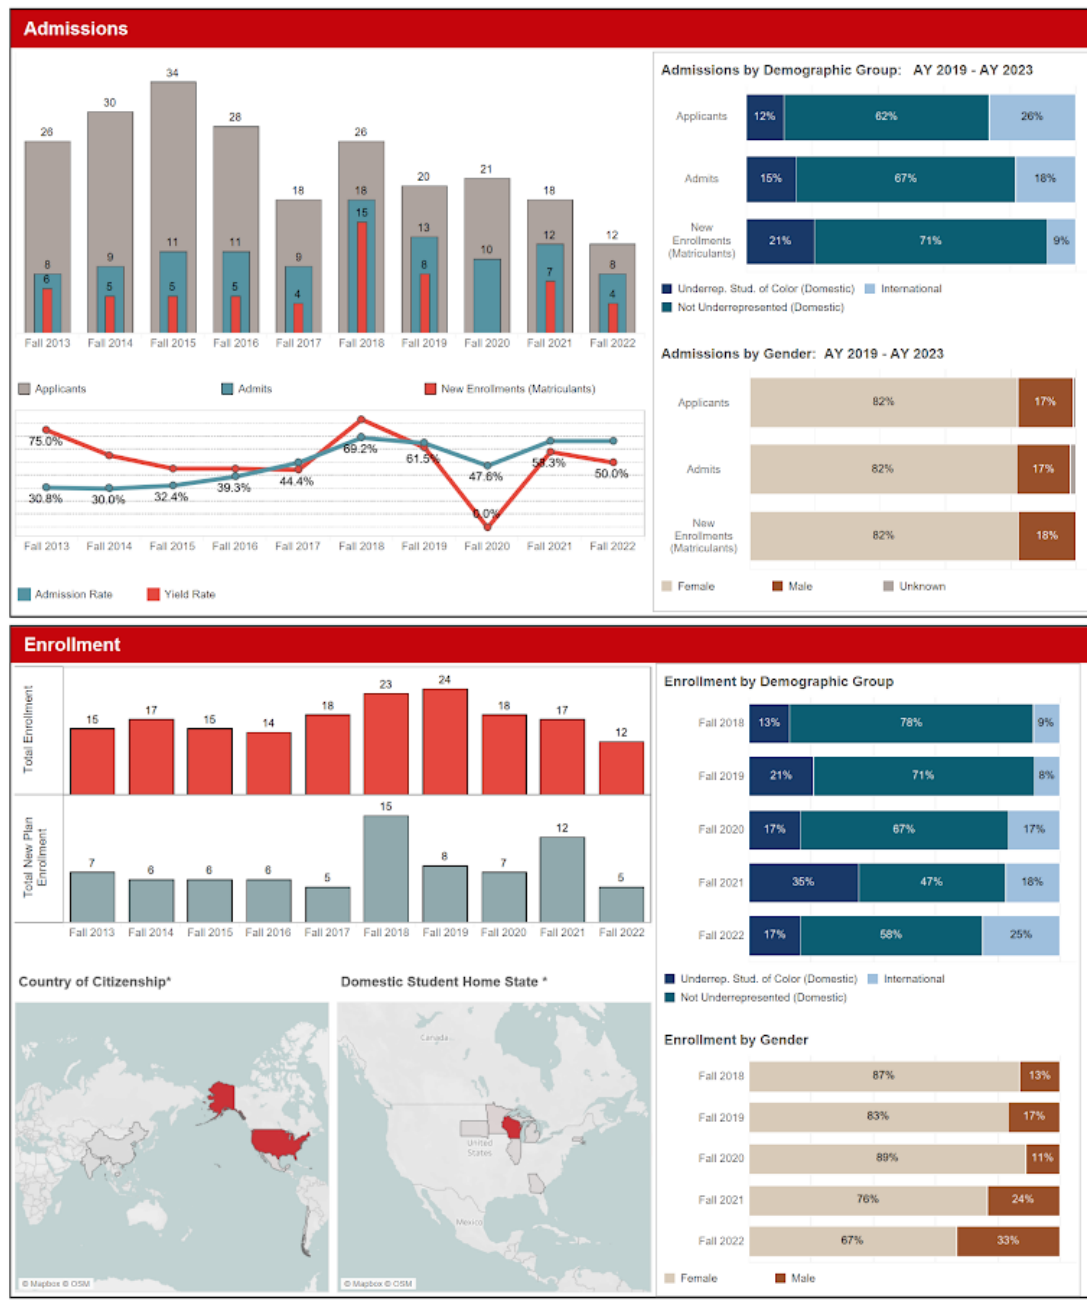 Admissions
34
30
28
26
26
18
20
21
18
12
18
15
13
12
11
11
10
9
9
8
8
8
7
6
5
5
5
4
4
Fall 2013 Fall 2014 Fall 2015 Fall 2016 Fall 2017 Fall 2018 Fall 2019 Fall 2020 Fall 2021 Fall 2022
Applicants Admits New Enrollments (Matriculants)
75.0%
69.2%
61.5%
58.3%
50.0%
47.6%
44.4%
39.3%
30.8% 30.0% 32.4%
0.0%
Fall 2013 Fall 2014 Fall 2015 Fall 2016 Fall 2017 Fall 2018 Fall 2019 Fall 2020 Fall 2021 Fall 2022
Admission Rate Yield Rate
Admissions by Demographic Group: AY 2019 - AY 2023
Applicants 12% 62% 26%
Admits 15% 67% 18%
New
Enrollments 21% 71% 9%
(Matriculants)
Underrep. Stud. of Color (Domestic) International
Not Underrepresented (Domestic)
Admissions by Gender: AY 2019 - AY 2023
Applicants 82% 17%
Admits 82% 17%
New
Enrollments 82% 18%
(Matriculants)
Female Male Unknown
Enrollment
Total Enrollment
15 17 15 14 18 23 24 18 17 12
Total New Plan
Enrollment
7 6 6 6 5 15 8 7 12 5
Fall 2013 Fall 2014 Fall 2015 Fall 2016 Fall 2017 Fall 2018 Fall 2019 Fall 2020 Fall 2021 Fall 2022
Country of Citizenship* Domestic Student Home State *
Canada
United
States
Mexico
© Mapbox © OSM © Mapbox © OSM
Enrollment by Demographic Group
Fall 2018 13% 78% 9%
Fall 2019 21% 71% 8%
Fall 2020 17% 67% 17%
Fall 2021 35% 47% 18%
Fall 2022 17% 58% 25%
Underrep. Stud. of Color (Domestic) International
Not Underrepresented (Domestic)
Enrollment by Gender
Fall 2018 87% 13%
Fall 2019 83% 17%
Fall 2020 89% 11%
Fall 2021 76% 24%
Fall 2022 67% 33%
Female Male